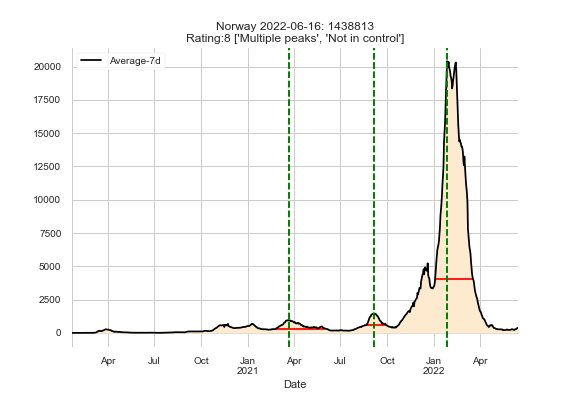 Norway 2022-06-16: 1438813
Rating:8 ['Multiple peaks', 'Not in control']
Average-7d
20000
17500
15000
12500
10000
7500
5000
2500
0
Apr Jul Oct Jan Apr Jul Oct Jan Apr
2021 2022
Date